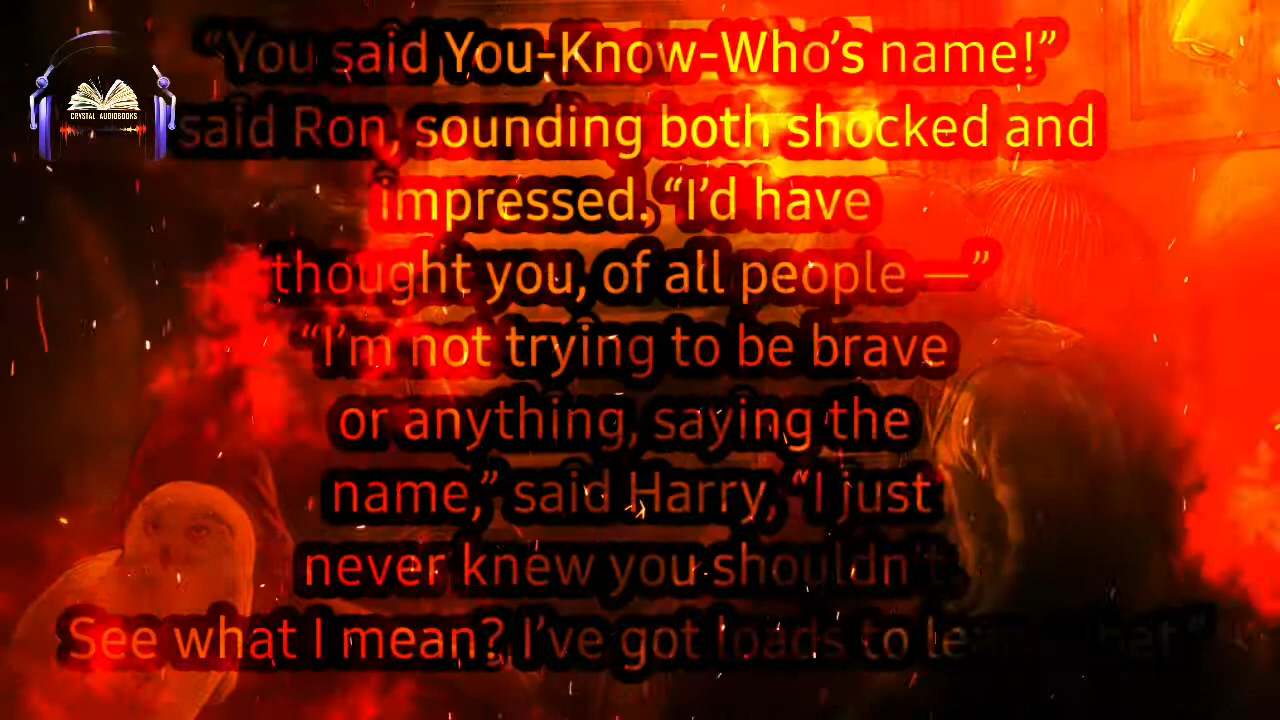 CRYSTAL AUDIOBOOKS
“You said You-Know-Who’s name!”
said Ron, sounding both shocked and
impressed, “I’d have
thought you, of all people —”
“I’m not trying to be brave
or anything, saying the
name,” said Harry, “I just
never knew you shouldn’t.
See what I mean? I’ve got loads to